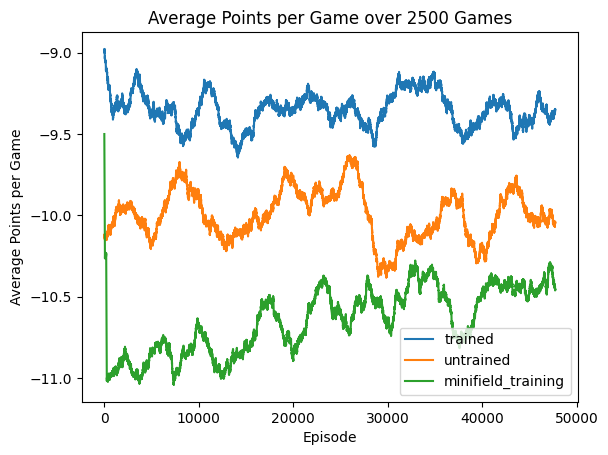 Average Points per Game over 2500 Games
−9.0
−9.5
−10.0
−10.5
−11.0
Average Points per Game
trained
untrained
minifield_training
0
10000
20000
30000
40000
50000
Episode